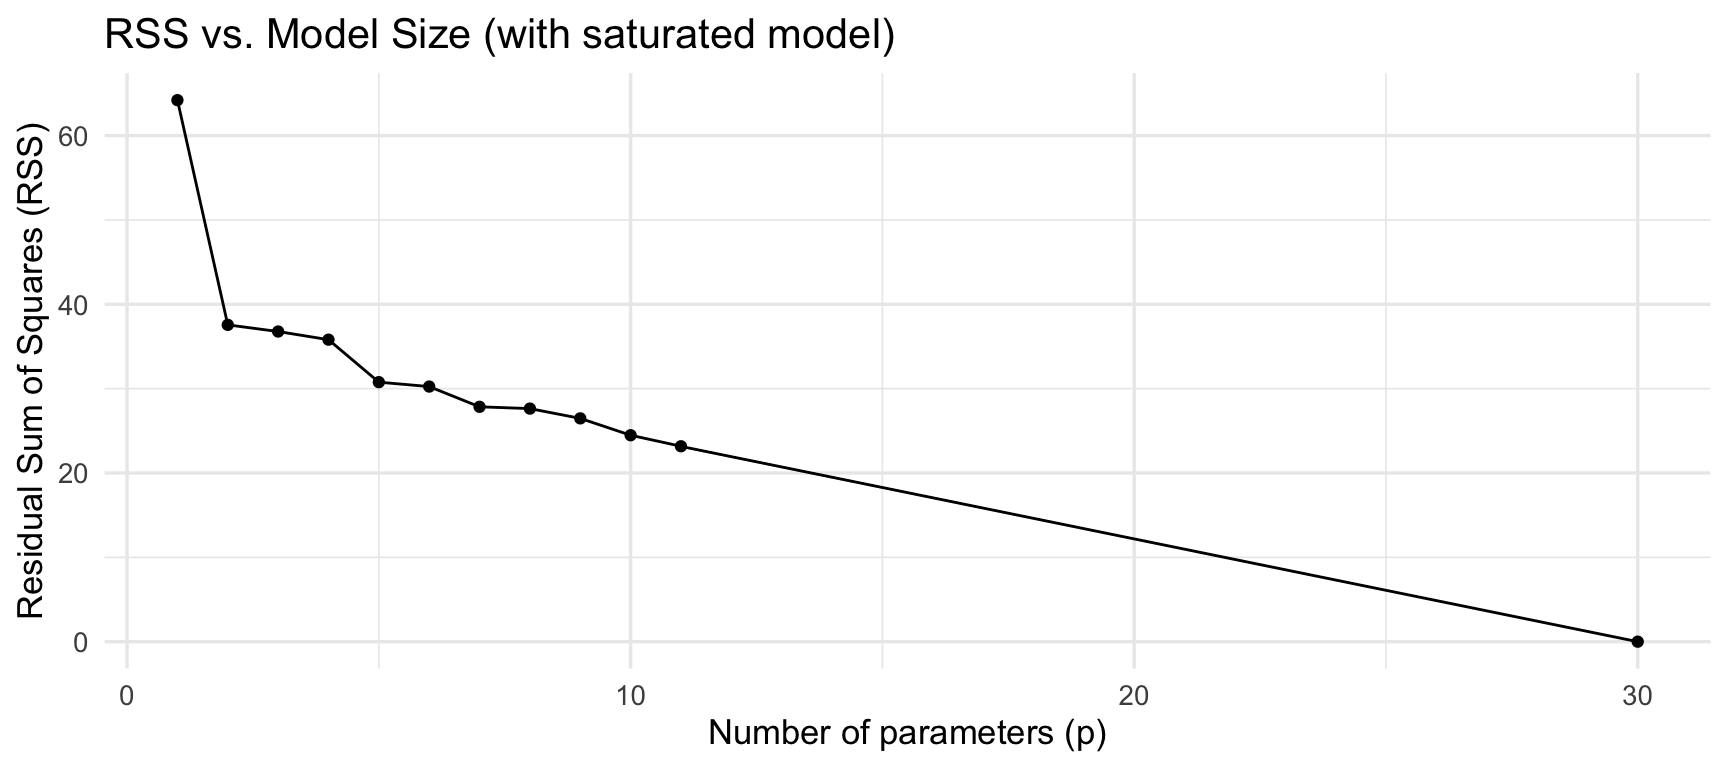 RSS vs. Model Size (with saturated model)
Residual Sum of Squares (RSS)
60
40
20
0
0 10 20 30
Number of parameters (p)